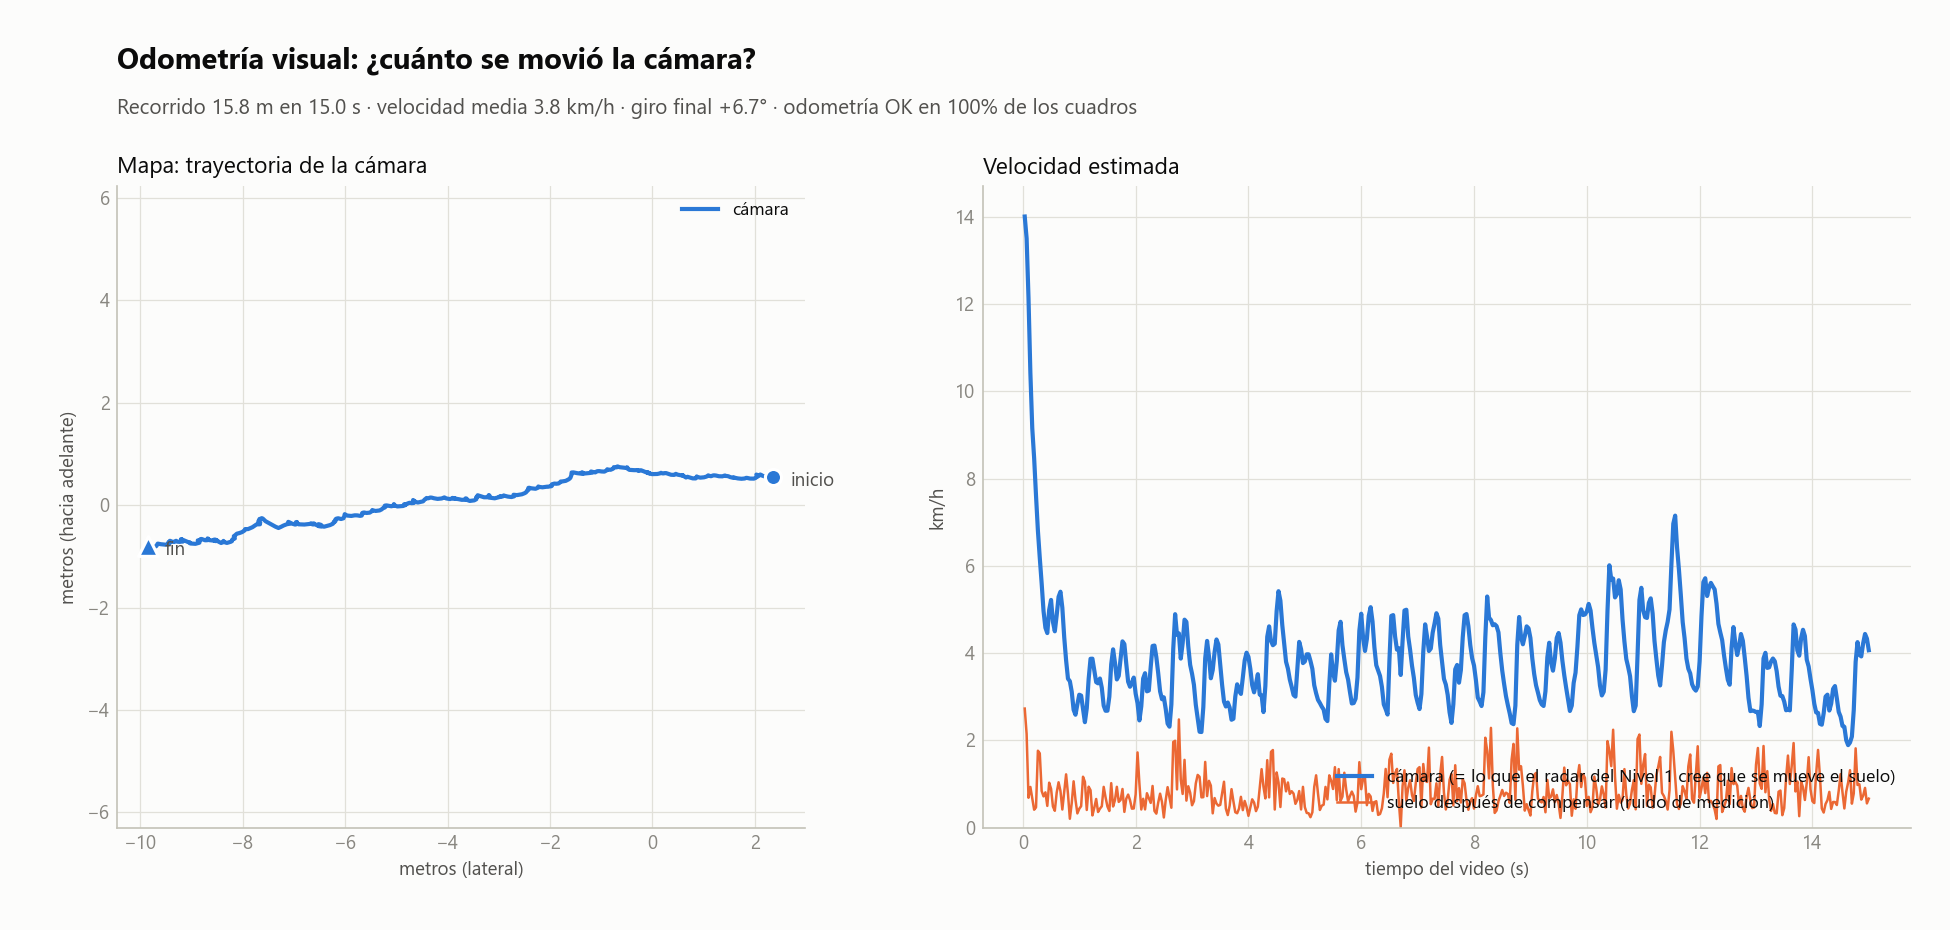 Odometría visual: ¿cuánto se movió la cámara?
Recorrido 15.8 m en 15.0 s · velocidad media 3.8 km/h · giro final +6.7° · odometría OK en 100% de los cuadros
Mapa: trayectoria de la cámara
6
4
2
0
−2
−4
−6
−10
−8
−6
−4
−2
0
2
metros (hacia adelante)
metros (lateral)
cámara
inicio
fin
Velocidad estimada
14
12
10
8
6
4
2
0
0
2
4
6
8
10
12
14
km/h
tiempo del video (s)
cámara (= lo que el radar del Nivel 1 cree que se mueve el suelo)
suelo después de compensar (ruido de medición)